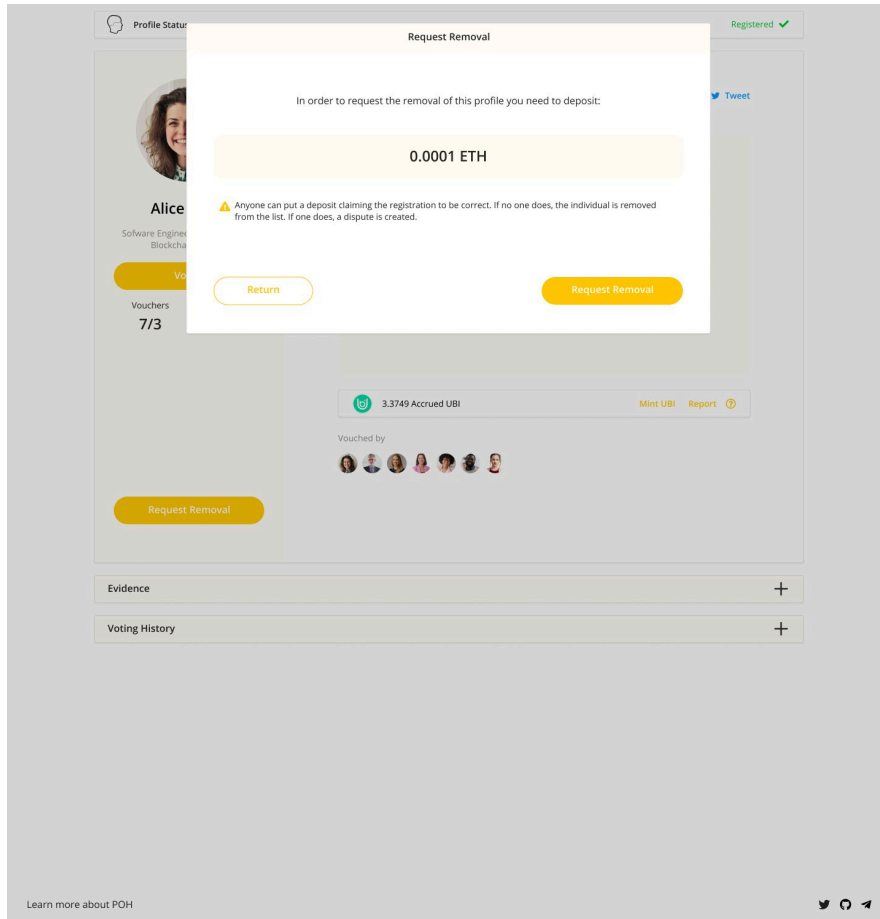 Profile Status
Registered
Request Removal
In order to request the removal of this profile you need to deposit:
Tweet
0.0001 ETH
Anyone can put a deposit claiming the registration to be correct. If no one does, the individual is removed
from the list. If one does, a dispute is created.
Alice
Sofware Enginee
Blockcha
Vo
Return
Request Removal
Vouchers
7/3
3.3749 Accrued UBI
Mint UBI
Report
Vouched by
Request Removal
Evidence
Voting History
Learn more about POH